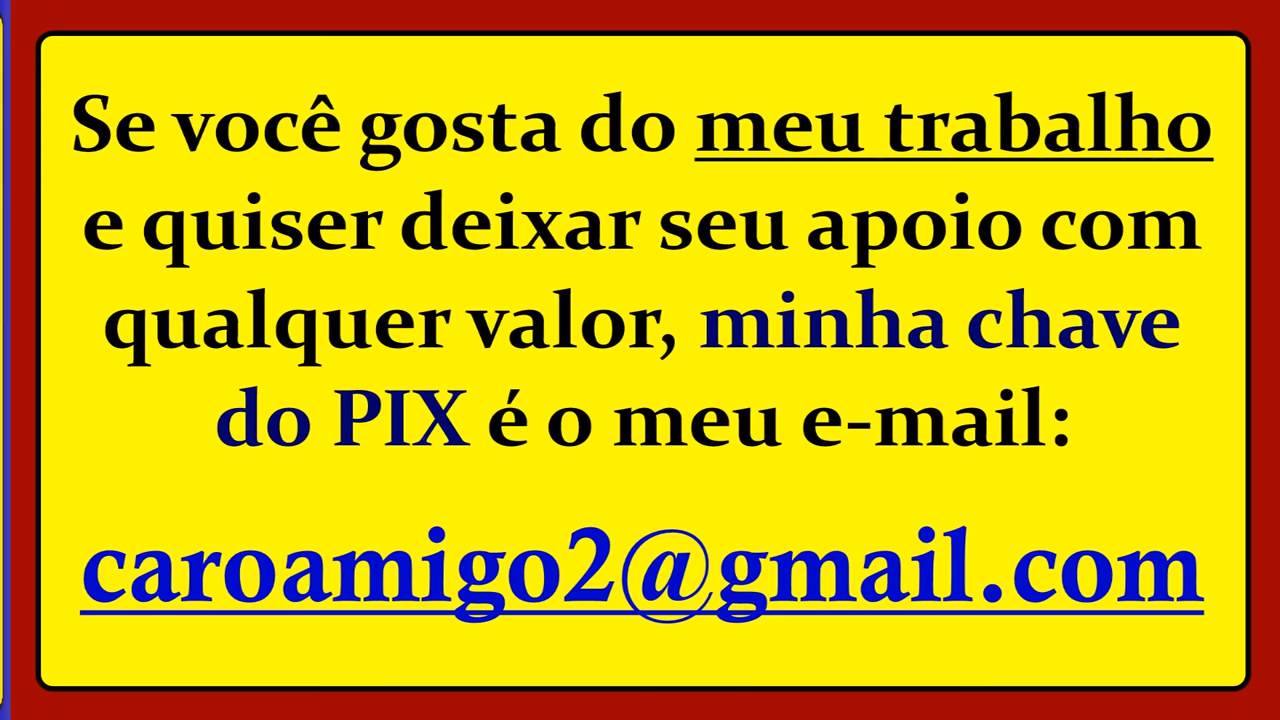 Se você gosta do meu trabalho
e quiser deixar seu apoio com
qualquer valor, minha chave
do PIX é o meu e-mail:
caroamigo2@gmail.com